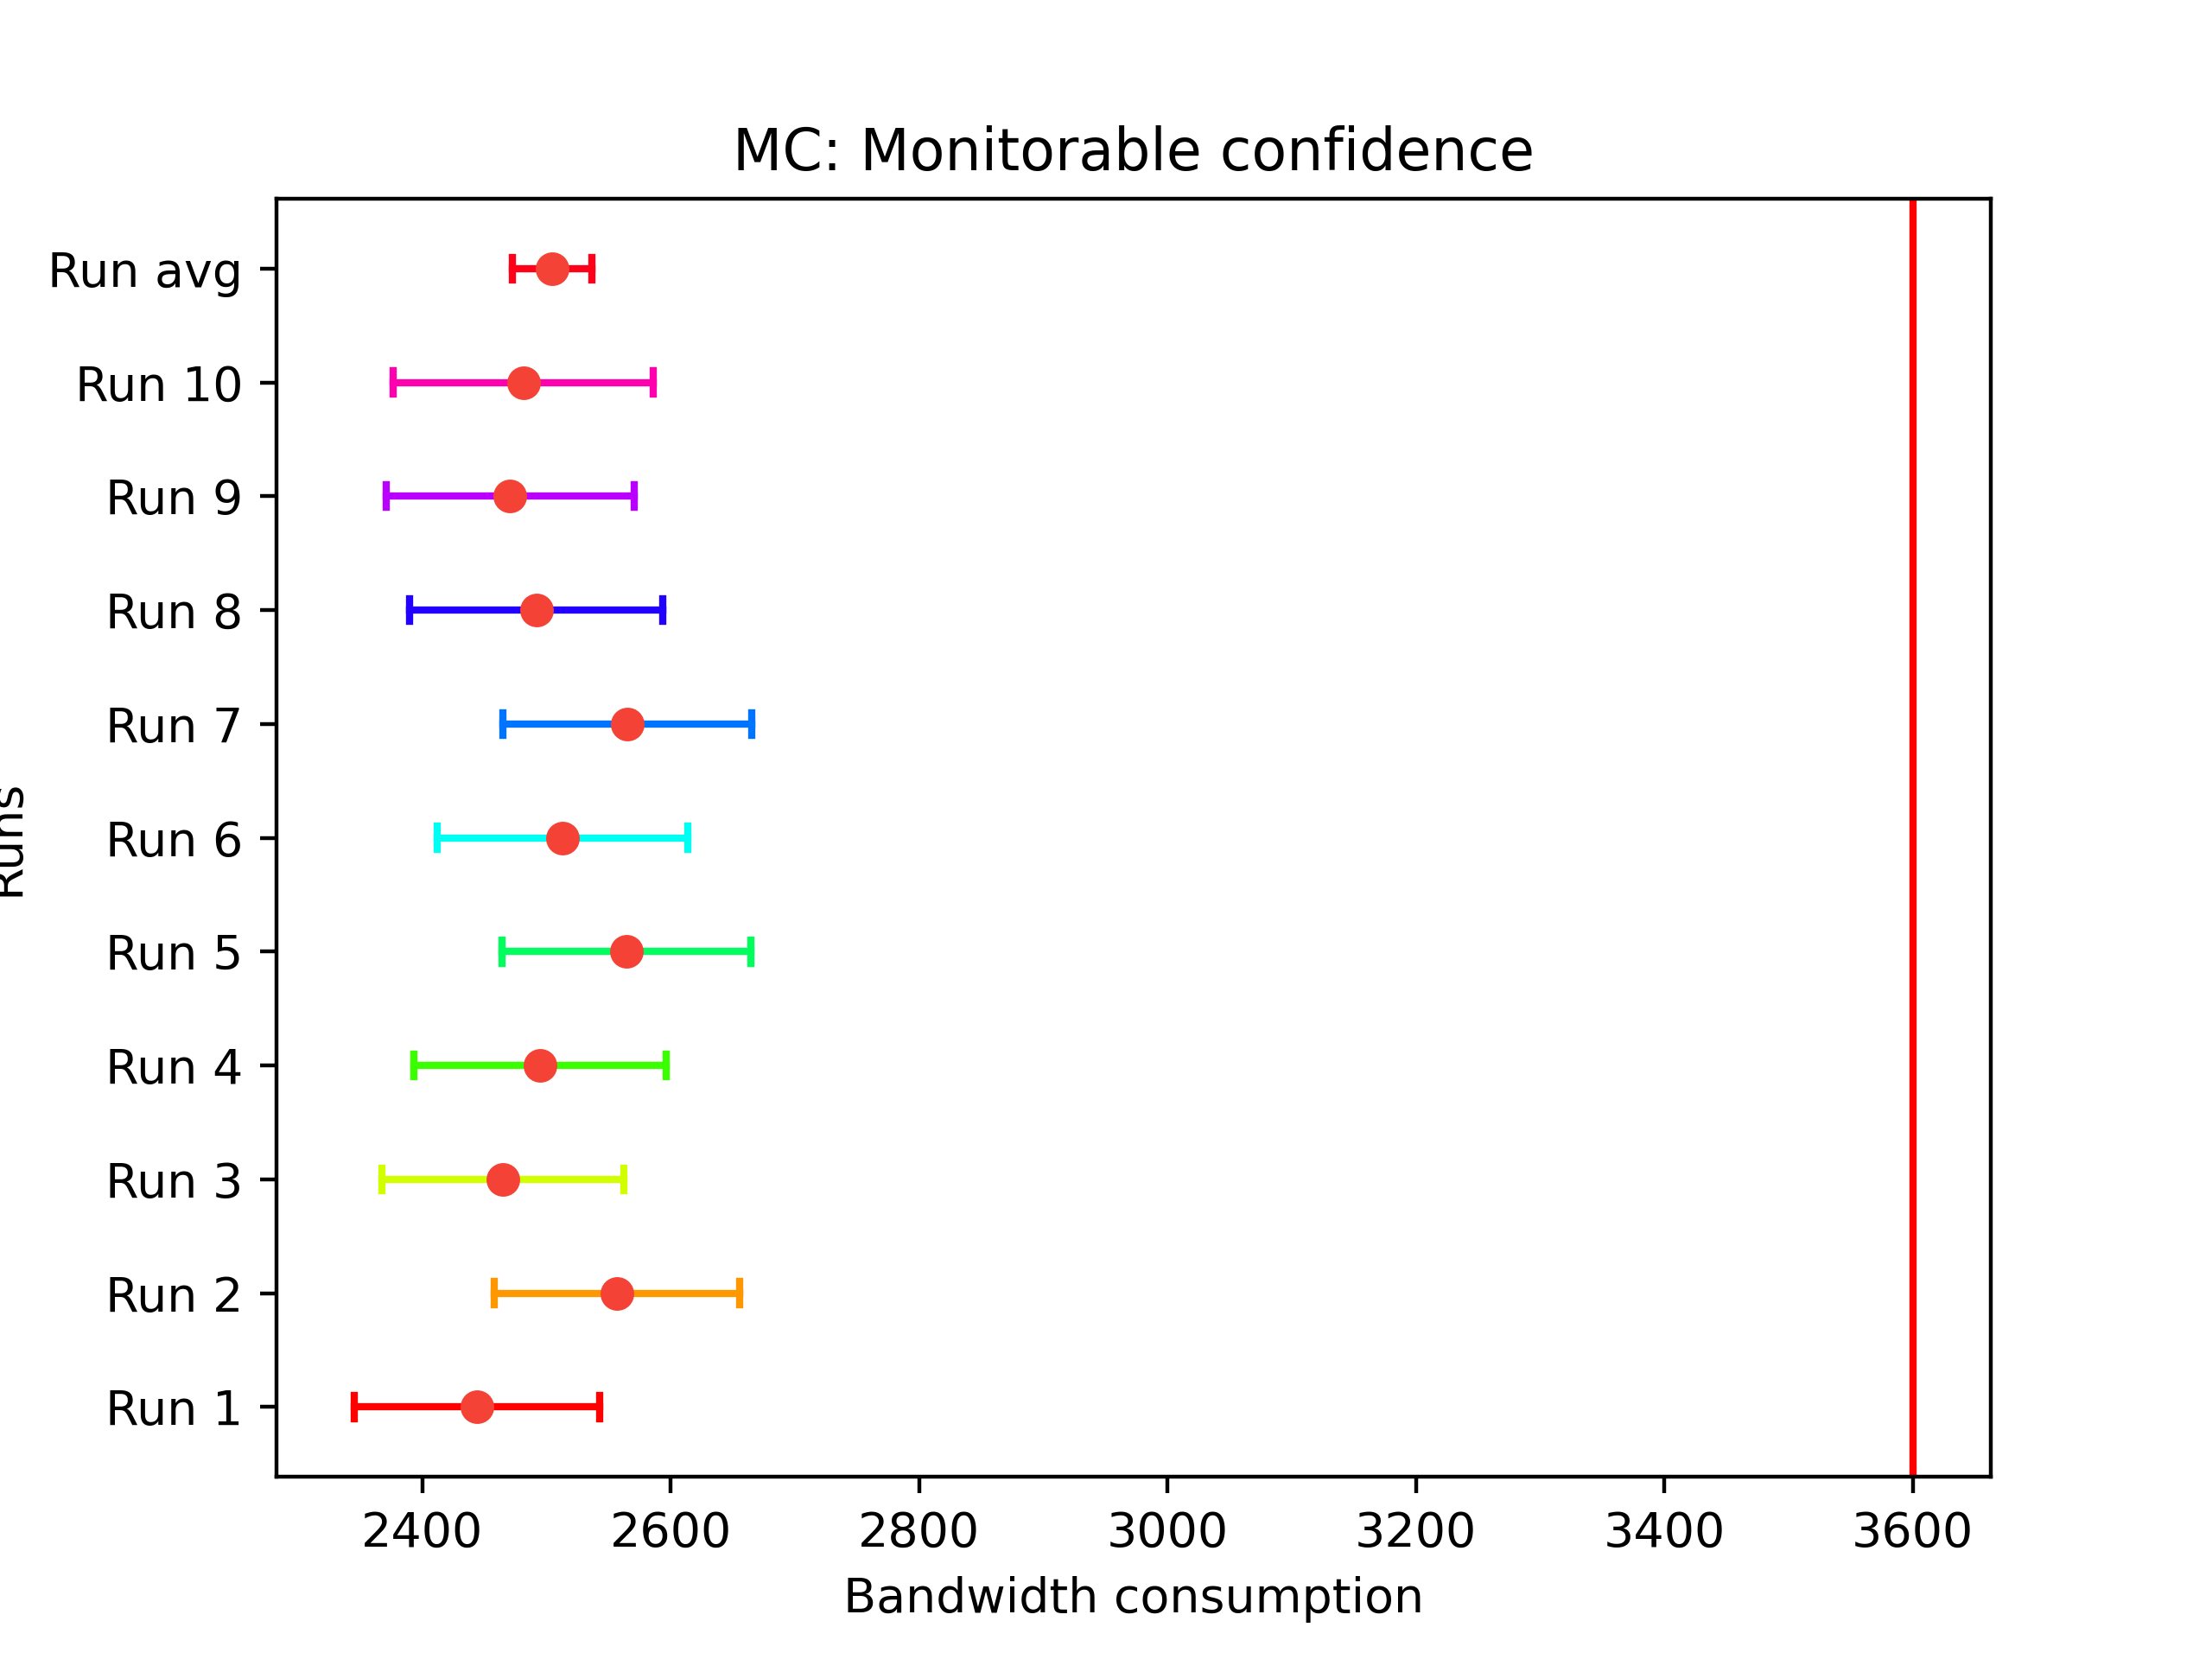 MC: Monitorable confidence
Run avg
Run 10
Run 9
Run 8
Run 7
Run 6
Runs
Run 5
Run 4
Run 3
Run 2
Run 1
2400 2600 2800 3000 3200 3400 3600
Bandwidth consumption